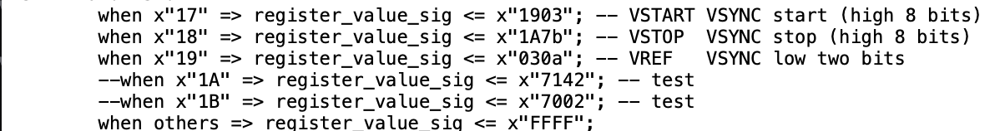 when x"17" => register_value_sig <= x"1903"; -- VSTART VSYNC start (high 8 bits)
when x"18" => register_value_sig <= x"1A7b"; -- VSTOP  VSYNC stop (high 8 bits)
when x"19" => register_value_sig <= x"030a"; -- VREF   VSYNC low two bits
--when x"1A" => register_value_sig <= x"7142"; -- test
--when x"1B" => register_value_sig <= x"7002"; -- test
when others => register_value_sig <= x"FFFF";